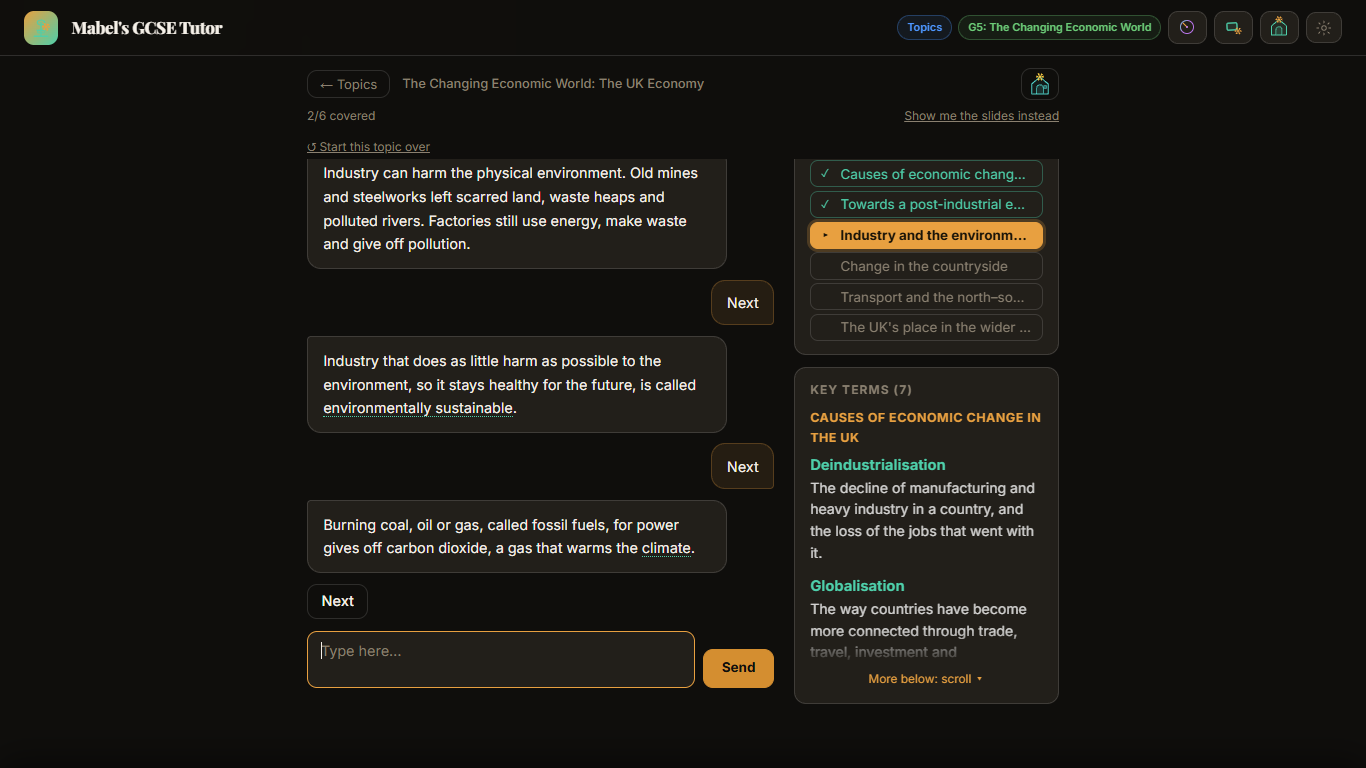 Mabel's GCSE Tutor
Topics
G5: The Changing Economic World
← Topics
The Changing Economic World: The UK Economy
2/6 covered
Show me the slides instead
↺ Start this topic over
Industry can harm the physical environment. Old mines
and steelworks left scarred land, waste heaps and
polluted rivers. Factories still use energy, make waste
and give off pollution.
Next
Industry that does as little harm as possible to the
environment, so it stays healthy for the future, is called
environmentally sustainable.
Next
Burning coal, oil or gas, called fossil fuels, for power
gives off carbon dioxide, a gas that warms the climate.
Next
Type here...
Send
✓ Causes of economic chang...
✓ Towards a post-industrial e...
▸ Industry and the environm...
Change in the countryside
Transport and the north–so...
The UK's place in the wider ...
KEY TERMS (7)
CAUSES OF ECONOMIC CHANGE IN
THE UK
Deindustrialisation
The decline of manufacturing and
heavy industry in a country, and
the loss of the jobs that went with
it.
Globalisation
The way countries have become
more connected through trade,
travel, investment and
More below: scroll ▾